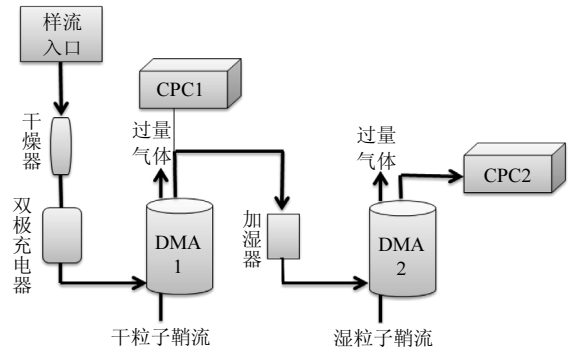 样流
入口
CPC1
干燥器
过量
气体
过量
气体
CPC2
双极充电器
DMA
1
加湿器
DMA
2
干粒子鞘流
湿粒子鞘流